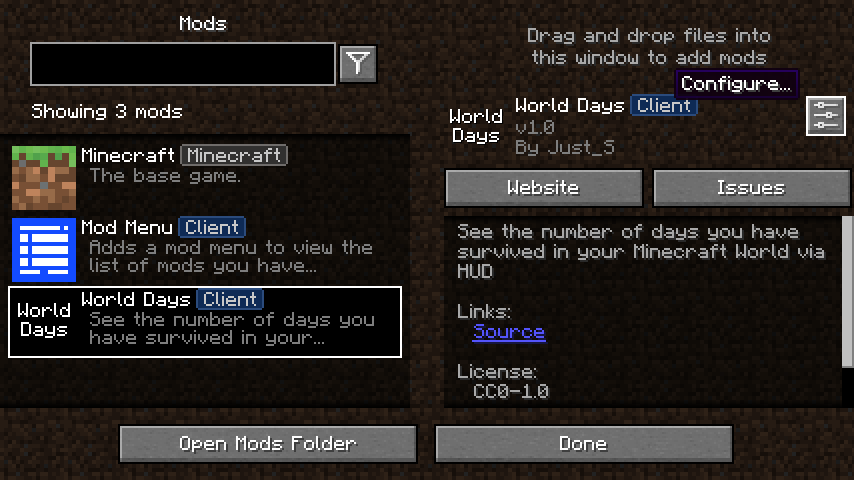 Mods
Showing 3 mods
Minecraft Minecraft
The base game.
Mod Menu Client
Adds a mod menu to view the
list of mods you have...
World
Days
World Days Client
See the number of days you
have survived in your...
Drag and drop files into
this window to add mods
Configure...
World
Days
World Days Client
v1.0
By Just_S
Website
Issues
See the number of days you have
survived in your Minecraft World via
HUD
Links:
Source
License:
CC0-1.0
Open Mods Folder
Done